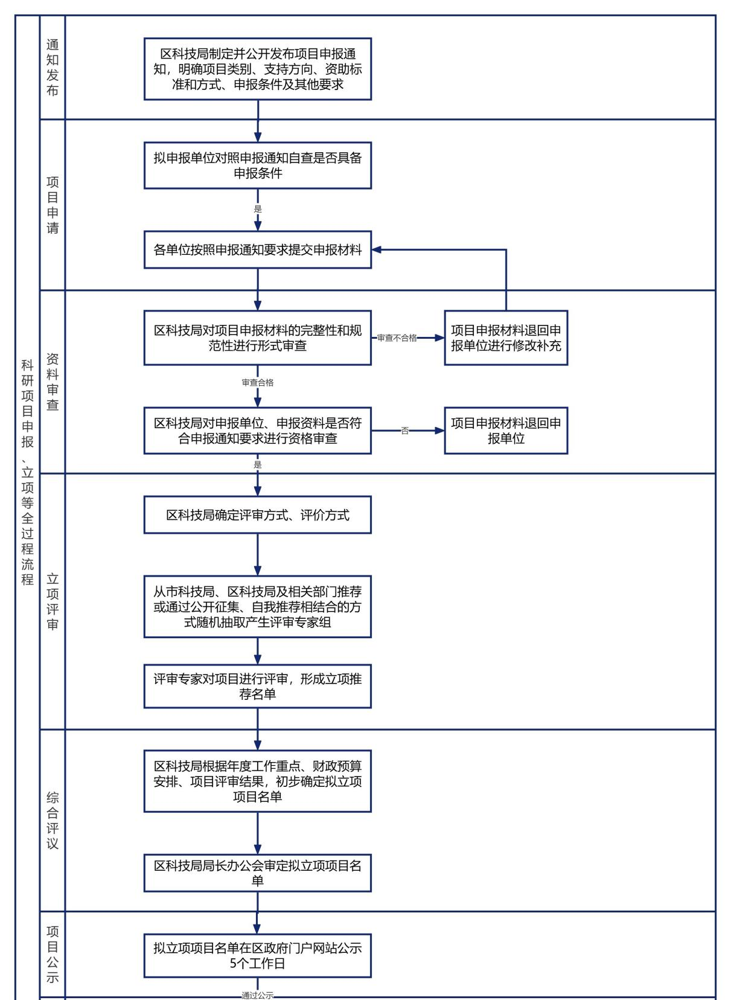 科研项目申报、立项等全过程流程
通知发布
区科技局制定并公开发布项目申报通
知，明确项目类别、支持方向、资助标
准和方式、申报条件及其他要求
项目申请
拟申报单位对照申报通知自查是否具备
申报条件
是
各单位按照申报通知要求提交申报材料
资料审查
区科技局对项目申报材料的完整性和规
范性进行形式审查
审查不合格
项目申报材料退回申
报单位进行修改补充
审查合格
区科技局对申报单位、申报资料是否符
合申报通知要求进行资格审查
否
项目申报材料退回申
报单位
是
立项评审
区科技局确定评审方式、评价方式
从市科技局、区科技局及相关部门推荐
或通过公开征集、自我推荐相结合的方
式随机抽取产生评审专家组
评审专家对项目进行评审，形成立项推
荐名单
综合评议
区科技局根据年度工作重点、财政预算
安排、项目评审结果，初步确定拟立项
项目名单
区科技局局长办公会审定拟立项项目名
单
项目公示
拟立项项目名单在区政府门户网站公示
5个工作日
通过公示